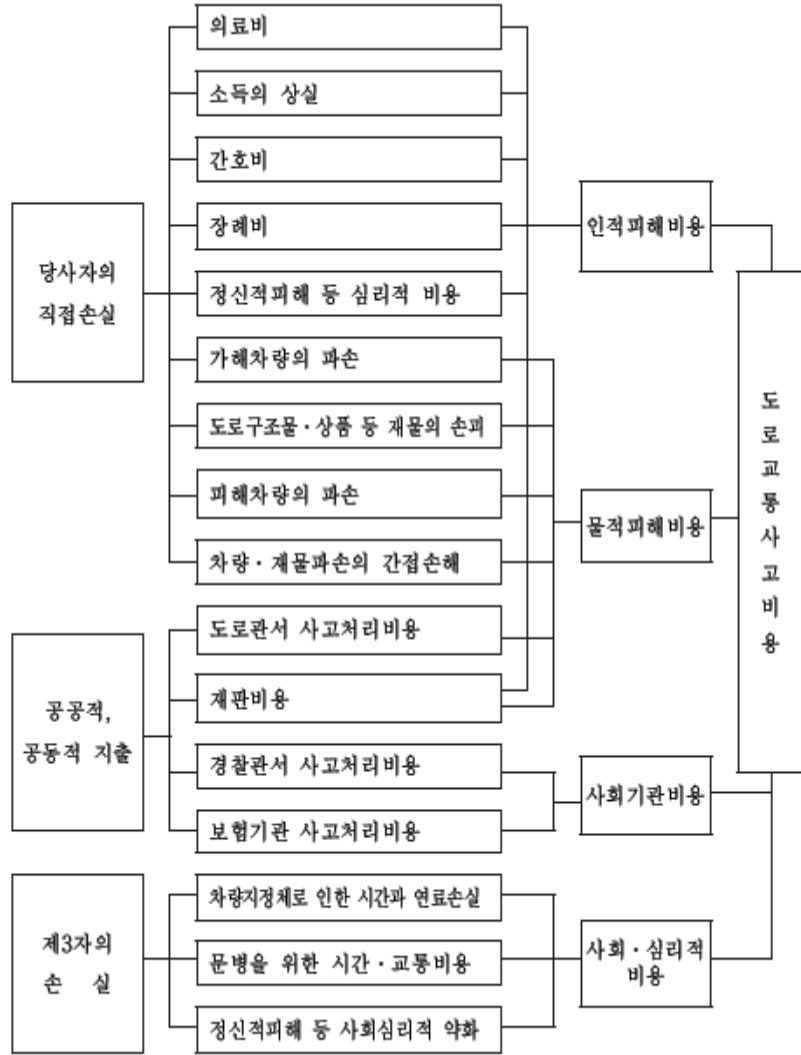 당사자의
직접손실
공공적,
공동적 지출
제3자의
손 실
의료비
소득의 상실
간호비
장례비
정신적피해 등 심리적 비용
가해차량의 파손
도로구조물·상품 등 재물의 손괴
피해차량의 파손
차량·재물파손의 간접손해
도로관서 사고처리비용
재판비용
경찰관서 사고처리비용
보험기관 사고처리비용
차량지정체로 인한 시간과 연료손실
문병을 위한 시간·교통비용
정신적피해 등 사회심리적 약화
인적피해비용
물적피해비용
사회기관비용
사회·심리적
비용
도로교통사고비용